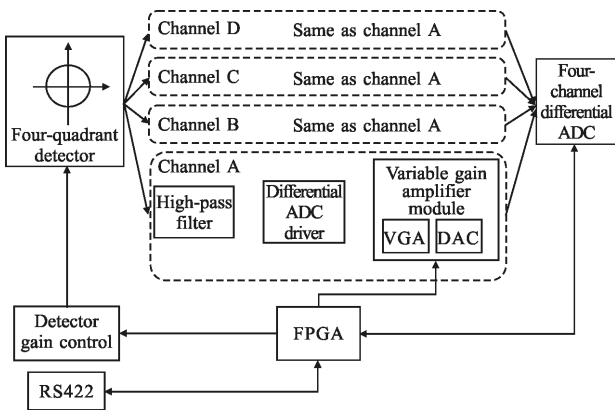 Channel D Same as channel A
Channel C Same as channel A
Channel B Same as channel A
Four-quadrant
detector
Four-
channel
differential
ADC
Channel A
High-pass
filter
Differential
ADC
driver
Variable gain
amplifier
module
VGA DAC
Detector
gain control
FPGA
RS422